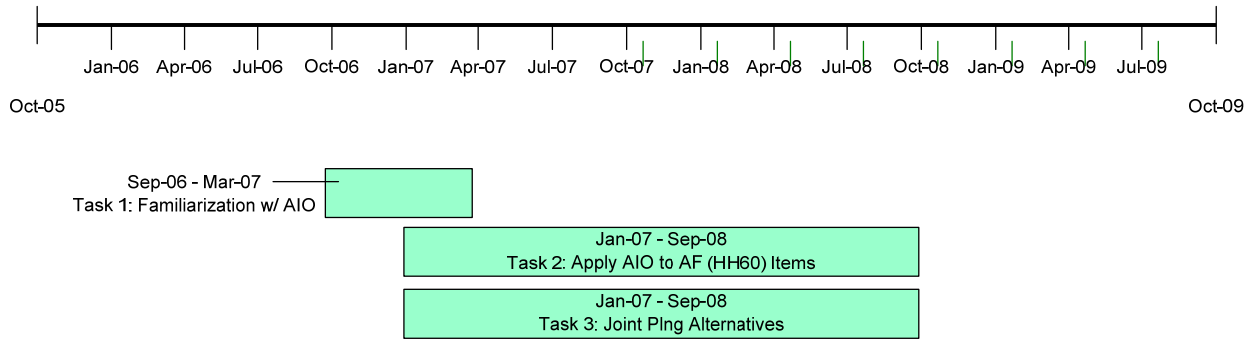 Jan-06 Apr-06 Jul-06 Oct-06 Jan-07 Apr-07 Jul-07 Oct-07 Jan-08 Apr-08 Jul-08 Oct-08 Jan-09 Apr-09 Jul-09
Oct-05 Oct-09
Sep-06 - Mar-07
Task 1: Familiarization w/ AIO
Jan-07 - Sep-08
Task 2: Apply AIO to AF (HH60) Items
Jan-07 - Sep-08
Task 3: Joint Plng Alternatives